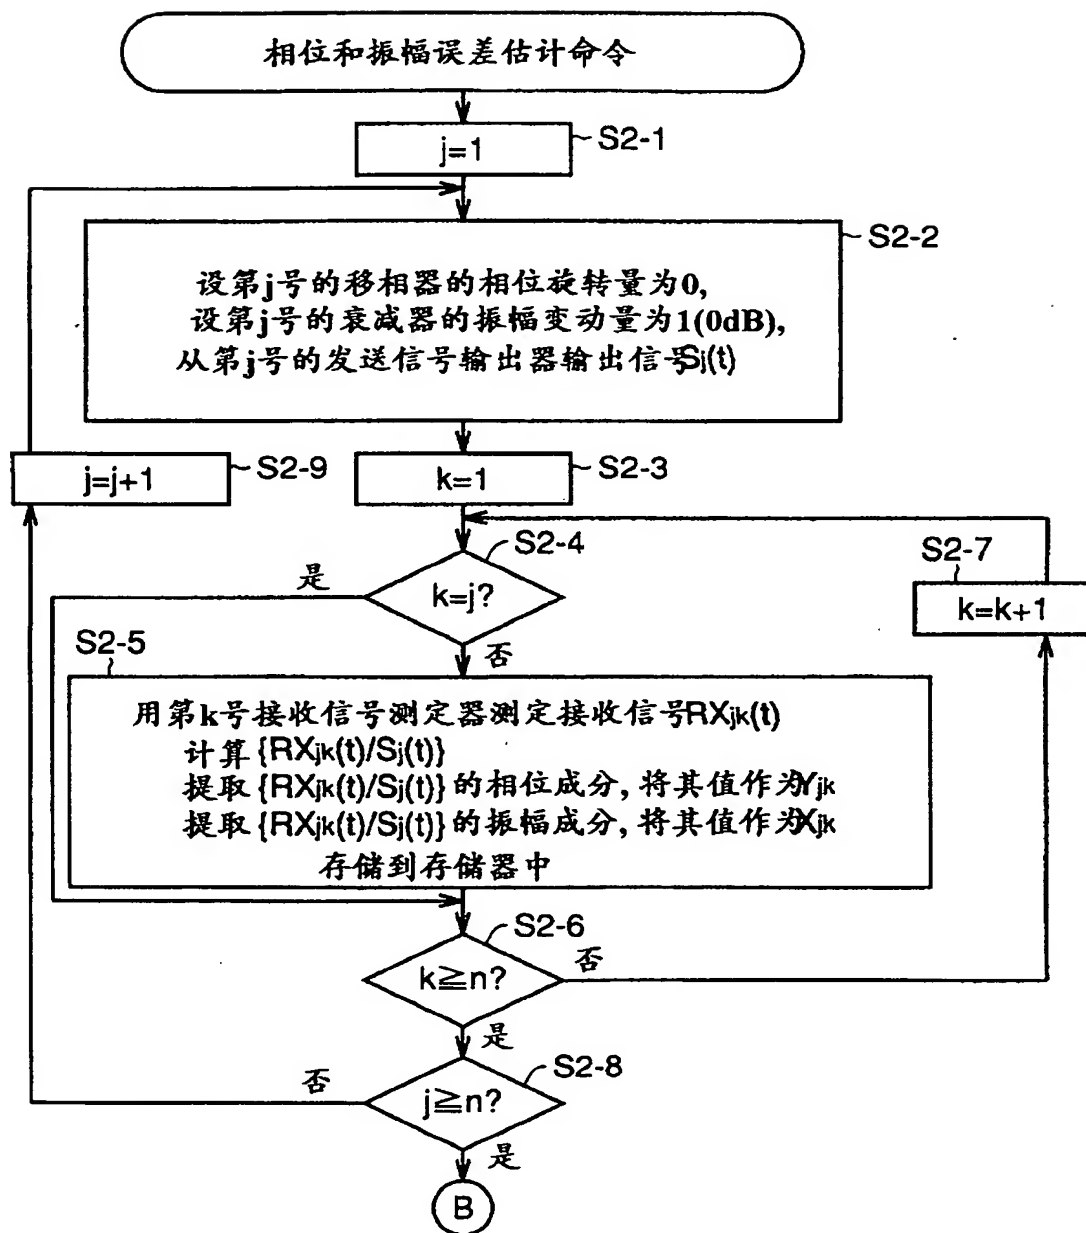 相位和振幅误差估计命令
j=1
S2-1
S2-2
设第j号的移相器的相位旋转量为0,
设第j号的衰减器的振幅变动量为1(0dB),
从第j号的发送信号输出器输出信号Sj(t)
j=j+1
S2-9
k=1
S2-3
S2-4
是
k=j?
否
S2-7
k=k+1
S2-5
用第k号接收信号测定器测定接收信号RXjk(t)
计算{RXjk(t)/Sj(t)}
提取{RXjk(t)/Sj(t)}的相位成分,将其值作为Yjk
提取{RXjk(t)/Sj(t)}的振幅成分,将其值作为Xjk
存储到存储器中
S2-6
k≧n?
否
是
S2-8
否
j≧n?
是
B